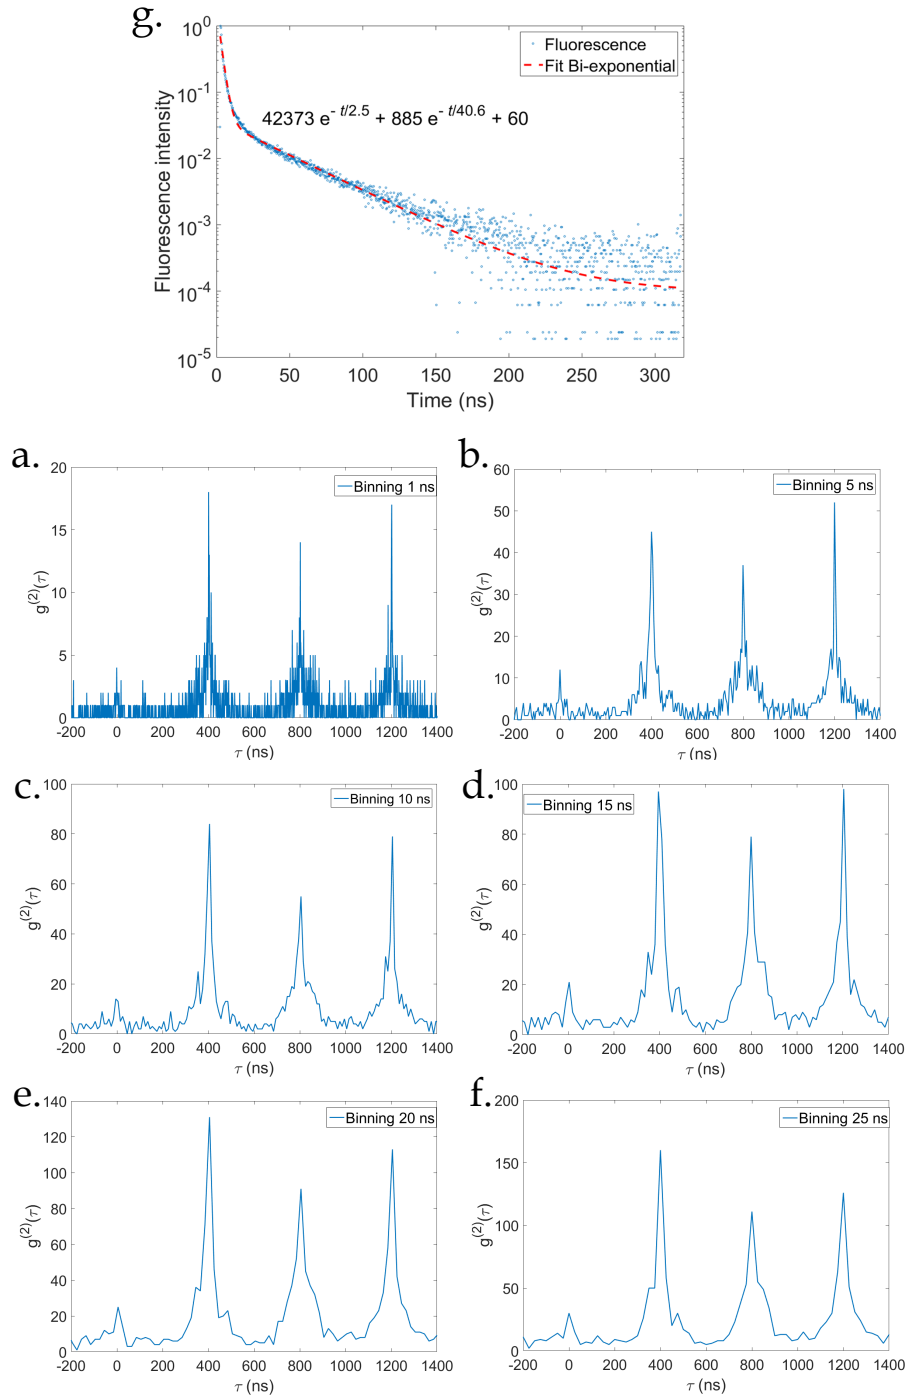 g.
10^0
10^-1
10^-2
10^-3
10^-4
10^-5
Fluorescence intensity
Fluorescence
Fit Bi-exponential
42373 e^- t/2.5 + 885 e^- t/40.6 + 60
0 50 100 150 200 250 300
Time (ns)
a.
20
15
10
5
0
g^(2)(τ)
Binning 1 ns
-200 0 200 400 600 800 1000 1200 1400
τ (ns)
b.
60
50
40
30
20
10
0
g^(2)(τ)
Binning 5 ns
-200 0 200 400 600 800 1000 1200 1400
τ (ns)
c.
100
80
60
40
20
0
g^(2)(τ)
Binning 10 ns
-200 0 200 400 600 800 1000 1200 1400
τ (ns)
d.
100
80
60
40
20
0
g^(2)(τ)
Binning 15 ns
-200 0 200 400 600 800 1000 1200 1400
τ (ns)
e.
140
120
100
80
60
40
20
0
g^(2)(τ)
Binning 20 ns
-200 0 200 400 600 800 1000 1200 1400
τ (ns)
f.
200
150
100
50
0
g^(2)(τ)
Binning 25 ns
-200 0 200 400 600 800 1000 1200 1400
τ (ns)